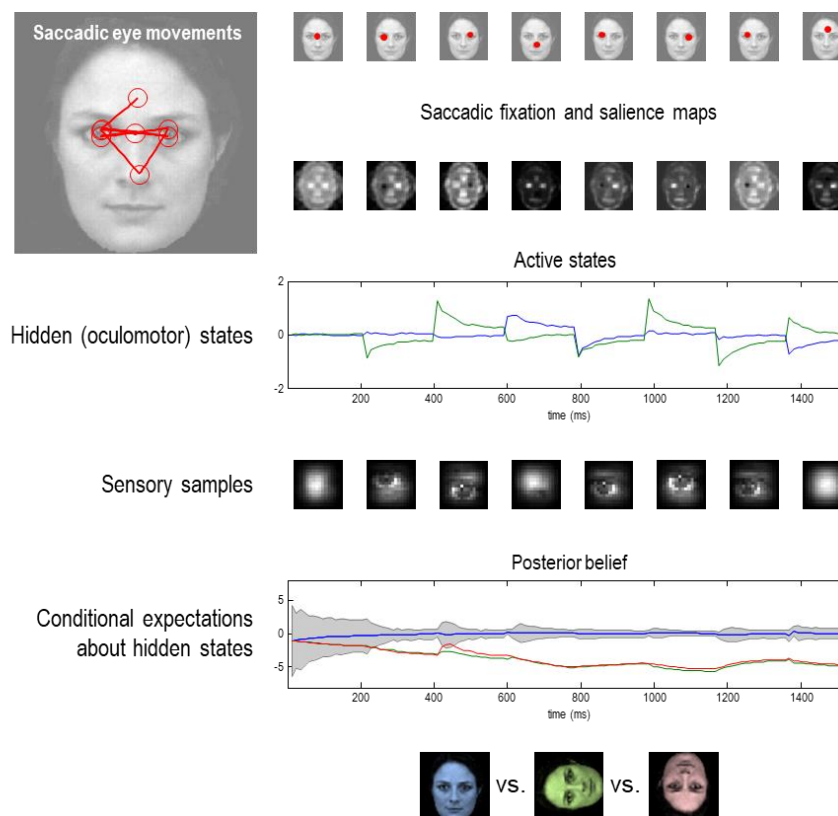 Saccadic eye movements
Saccadic fixation and salience maps
Active states
Hidden (oculomotor) states
2
0
-2
200 400 600 800 1000 1200 1400
time (ms)
Sensory samples
Posterior belief
Conditional expectations
about hidden states
5
0
-5
200 400 600 800 1000 1200 1400
time (ms)
vs. vs.